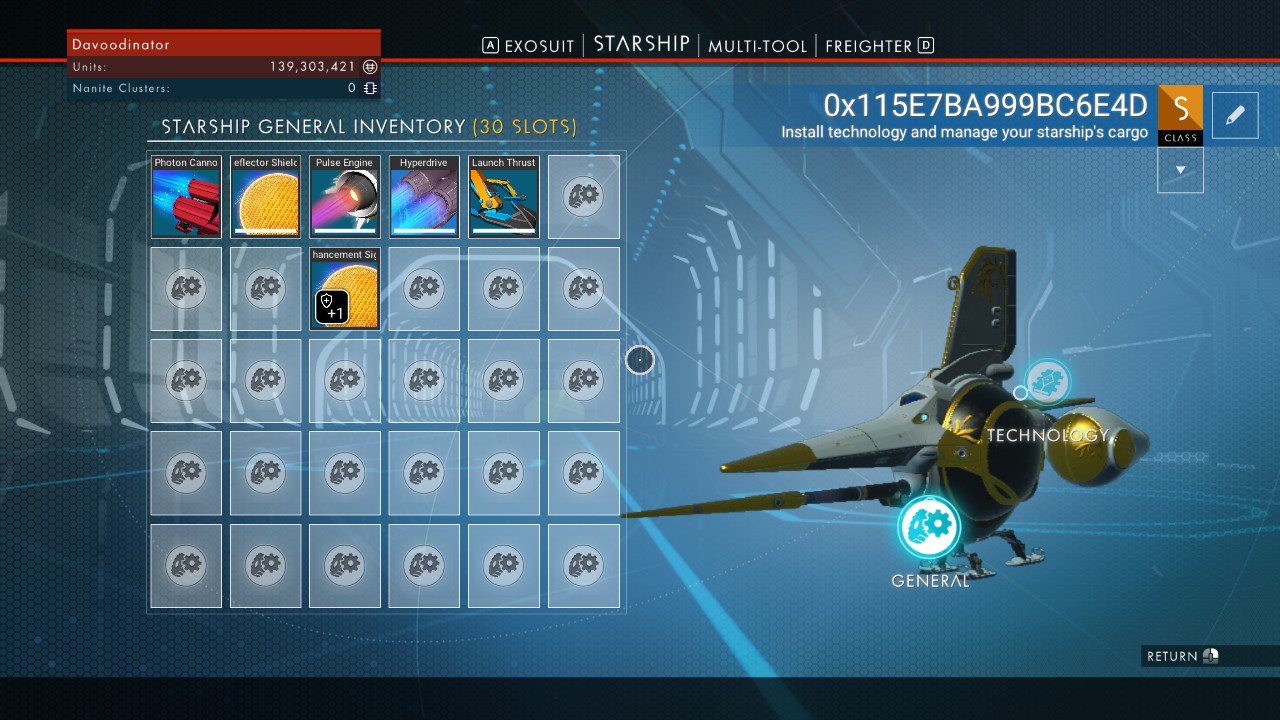 Davoodinator
Units: 139,303,421
Nanite Clusters: 0
A EXOSUIT STARSHIP MULTI-TOOL FREIGHTER D
0x115E7BA999BC6E4D
Install technology and manage your starship's cargo
S
CLASS
STARSHIP GENERAL INVENTORY (30 SLOTS)
Photon Canno eflector Shielc Pulse Engine Hyperdrive Launch Thrust
hancement Sig
+1
TECHNOLOGY
GENERAL
RETURN